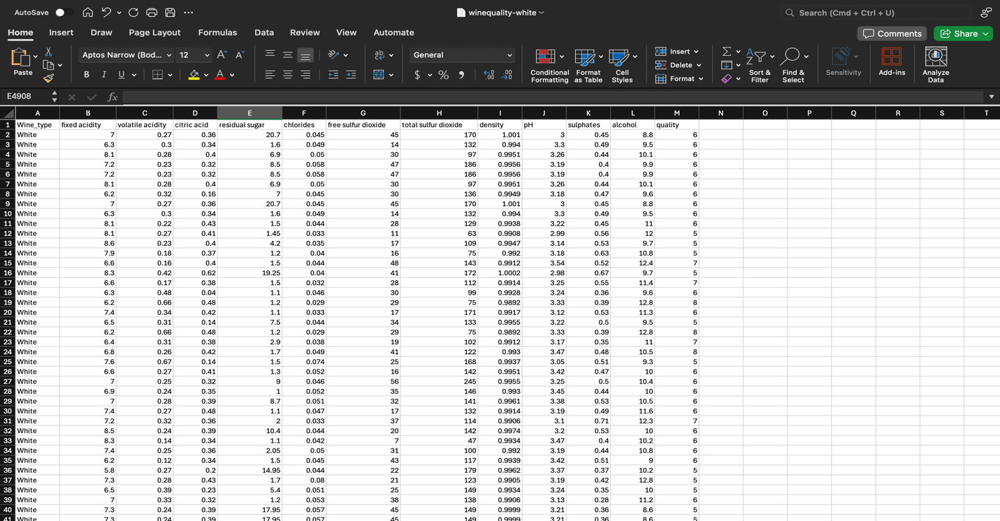 AutoSave
winequality-white
Search (Cmd + Ctrl + U)
Home Insert Draw Page Layout Formulas Data Review View Automate
Comments Share
Paste
Aptos Narrow (Bod... 12
General
B I U
A
ab
$ % 9
Conditional Formatting
Format as Table
Cell Styles
Insert
Delete
Format
Sort & Filter
Find & Select
Sensitivity
Add-ins
Analyze Data
E4908 fx
A B C D E F G H I J K L M N O P Q R S T
1 Wine_type fixed acidity volatile acidity citric acid residual sugar chlorides free sulfur dioxide total sulfur dioxide density pH sulphates alcohol quality
2 White 7 0.27 0.36 20.7 0.045 45 170 1.001 3 0.45 8.8 6
3 White 6.3 0.3 0.34 1.6 0.049 14 132 0.994 3.3 0.49 9.5 6
4 White 8.1 0.28 0.4 6.9 0.05 30 97 0.9951 3.26 0.44 10.1 6
5 White 7.2 0.23 0.32 8.5 0.058 47 186 0.9956 3.19 0.4 9.9 6
6 White 7.2 0.23 0.32 8.5 0.058 47 186 0.9956 3.19 0.4 9.9 6
7 White 8.1 0.28 0.4 6.9 0.05 30 97 0.9951 3.26 0.44 10.1 6
8 White 6.2 0.32 0.16 7 0.045 30 136 0.9949 3.18 0.47 9.6 6
9 White 7 0.27 0.36 20.7 0.045 45 170 1.001 3 0.45 8.8 6
10 White 6.3 0.3 0.34 1.6 0.049 14 132 0.994 3.3 0.49 9.5 6
11 White 8.1 0.22 0.43 1.5 0.044 28 129 0.9938 3.22 0.45 11 6
12 White 8.1 0.27 0.41 1.45 0.033 11 63 0.9908 2.99 0.56 12 5
13 White 8.6 0.23 0.4 4.2 0.035 17 109 0.9947 3.14 0.53 9.7 5
14 White 7.9 0.18 0.37 1.2 0.04 16 75 0.992 3.18 0.63 10.8 5
15 White 6.6 0.16 0.4 1.5 0.044 48 143 0.9912 3.54 0.52 12.4 7
16 White 8.3 0.42 0.62 19.25 0.04 41 172 1.0002 2.98 0.67 9.7 5
17 White 6.6 0.17 0.38 1.5 0.032 28 112 0.9914 3.25 0.55 11.4 7
18 White 6.3 0.48 0.04 1.1 0.046 30 99 0.9928 3.24 0.36 9.6 6
19 White 6.2 0.66 0.48 1.2 0.029 29 75 0.9892 3.33 0.39 12.8 8
20 White 7.4 0.34 0.42 1.1 0.033 17 171 0.9917 3.12 0.53 11.3 6
21 White 6.5 0.31 0.14 7.5 0.044 34 133 0.9955 3.22 0.5 9.5 5
22 White 6.2 0.66 0.48 1.2 0.029 29 75 0.9892 3.33 0.39 12.8 8
23 White 6.4 0.31 0.38 2.9 0.038 19 102 0.9912 3.17 0.35 11 7
24 White 6.8 0.26 0.42 1.7 0.049 41 122 0.993 3.47 0.48 10.5 8
25 White 7.6 0.67 0.14 1.5 0.074 25 168 0.9937 3.05 0.51 9.3 5
26 White 6.6 0.27 0.41 1.3 0.052 16 142 0.9951 3.42 0.47 10 6
27 White 7 0.25 0.32 9 0.046 56 245 0.9955 3.25 0.5 10.4 6
28 White 6.9 0.24 0.35 1 0.052 35 146 0.993 3.45 0.44 10 6
29 White 7 0.28 0.39 8.7 0.051 32 141 0.9961 3.38 0.53 10.5 6
30 White 7.4 0.27 0.48 1.1 0.047 17 132 0.9914 3.19 0.49 11.6 6
31 White 7.2 0.32 0.36 2 0.033 37 114 0.9906 3.1 0.71 12.3 7
32 White 8.5 0.24 0.39 10.4 0.044 20 142 0.9974 3.2 0.53 10 6
33 White 8.3 0.14 0.34 1.1 0.042 7 47 0.9934 3.47 0.4 10.2 6
34 White 7.4 0.25 0.36 2.05 0.05 31 100 0.992 3.19 0.44 10.8 6
35 White 6.2 0.12 0.34 1.5 0.045 43 117 0.9939 3.42 0.51 9 6
36 White 5.8 0.27 0.2 14.95 0.044 22 179 0.9962 3.37 0.37 10.2 5
37 White 7.3 0.28 0.43 1.7 0.08 21 123 0.9905 3.19 0.42 12.8 5
38 White 6.5 0.39 0.23 5.4 0.051 25 149 0.9934 3.24 0.35 10 5
39 White 7 0.33 0.32 1.2 0.053 38 138 0.9906 3.13 0.28 11.2 6
40 White 7.3 0.24 0.39 17.95 0.057 45 149 0.9999 3.21 0.36 8.6 5
41 White 7.3 0.24 0.39 17.95 0.057 45 149 0.9999 3.21 0.36 8.6 5